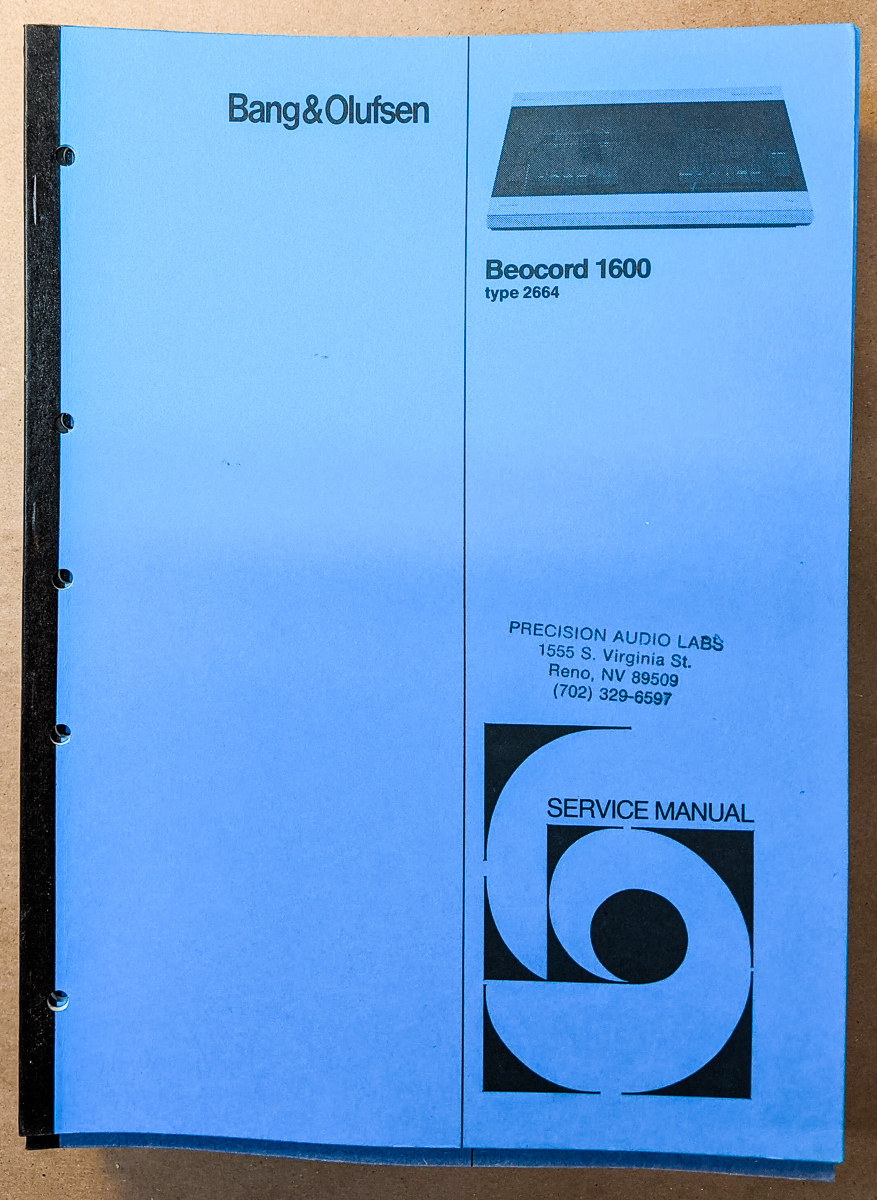 Bang&Olufsen
Beocord 1600
type 2664
PRECISION AUDIO LABS
1555 S. Virginia St.
Reno, NV 89509
(702) 329-6597
SERVICE MANUAL